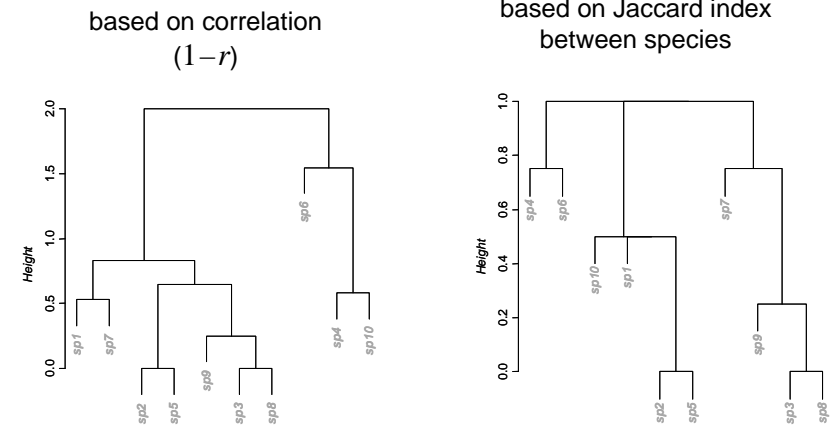 based on correlation
(1−r)
2.0
1.5
1.0
0.5
0.0
Height
sp6
sp1
sp7
sp4
sp10
sp9
sp2
sp5
sp3
sp8
based on Jaccard index
between species
1.0
0.8
0.6
0.4
0.2
0.0
Height
sp4
sp6
sp7
sp10
sp1
sp9
sp2
sp5
sp3
sp8